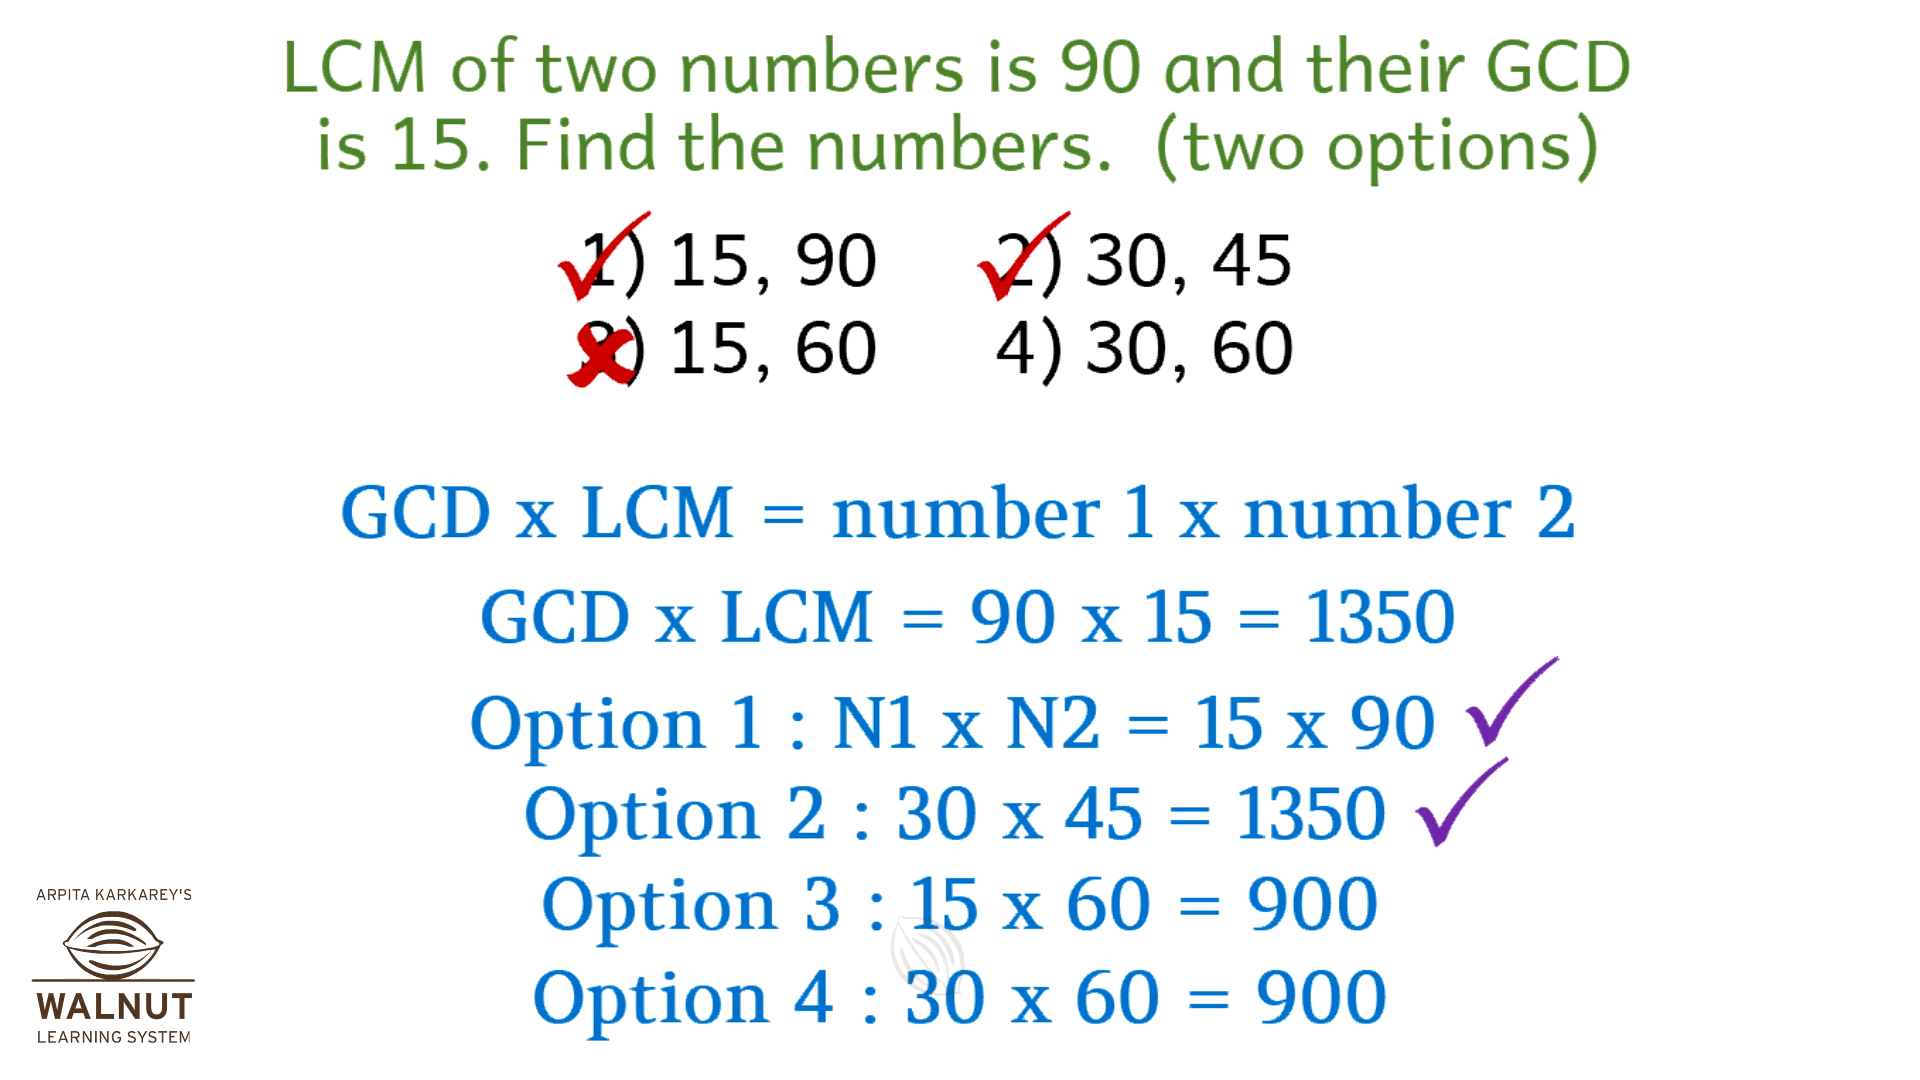 LCM of two numbers is 90 and their GCD
is 15. Find the numbers. (two options)
1) 15, 90 2) 30, 45
3) 15, 60 4) 30, 60
GCD x LCM = number 1 x number 2
GCD x LCM = 90 x 15 = 1350
Option 1 : N1 x N2 = 15 x 90
Option 2 : 30 x 45 = 1350
Option 3 : 15 x 60 = 900
Option 4 : 30 x 60 = 900
ARPITA KARKAREY'S
WALNUT
LEARNING SYSTEM